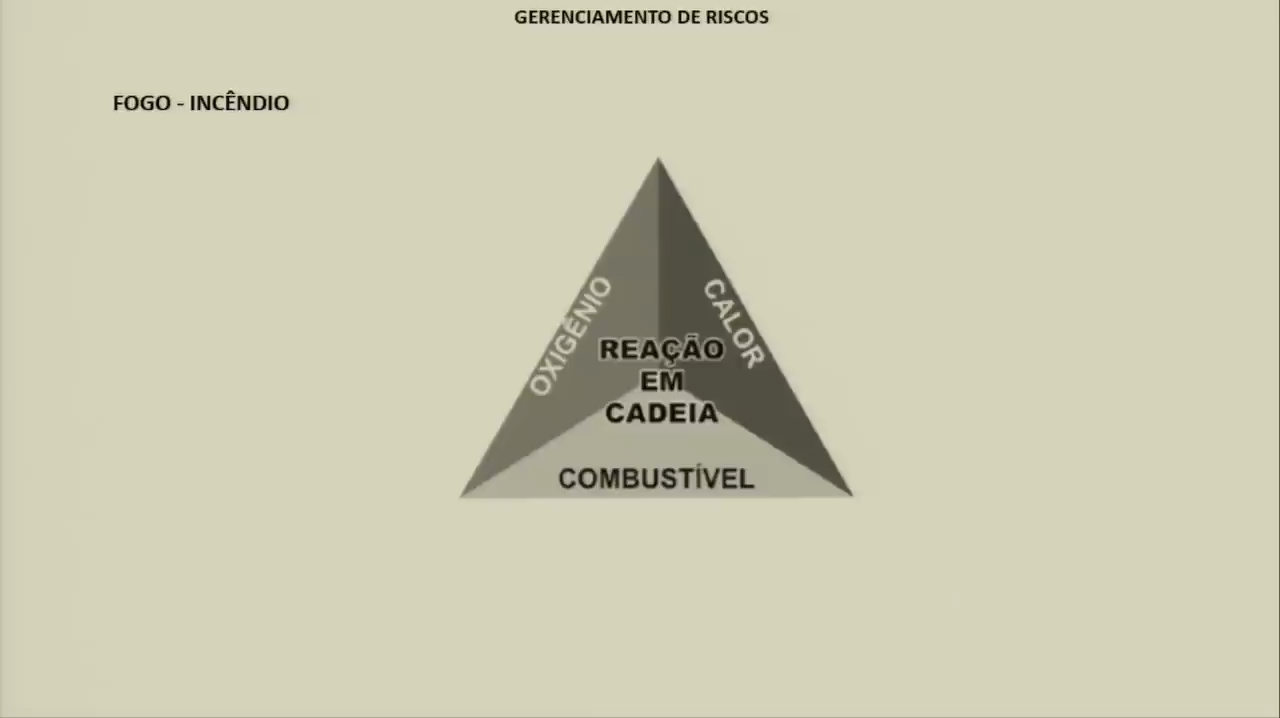 GERENCIAMENTO DE RISCOS
FOGO - INCÊNDIO
OXIGÊNIO
CALOR
REAÇÃO
EM
CADEIA
COMBUSTÍVEL